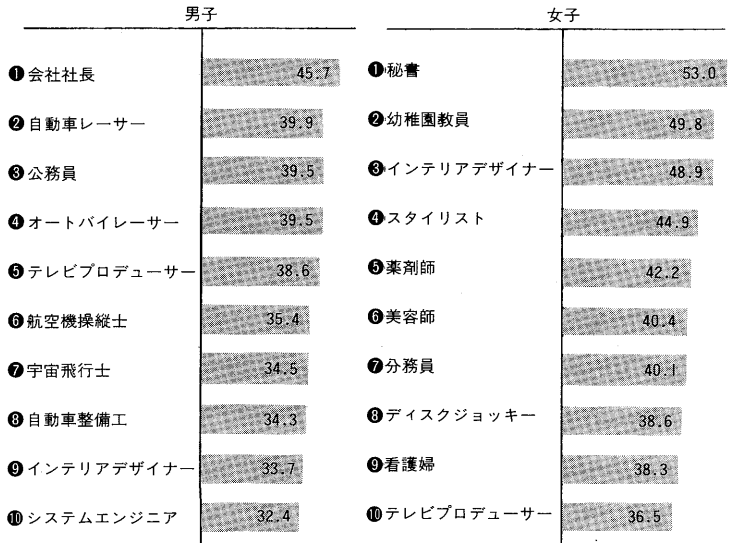 男子
❶会社社長 45.7
❷自動車レーサー 39.9
❸公務員 39.5
❹オートバイレーサー 39.5
❺テレビプロデューサー 38.6
❻航空機操縦士 35.4
❼宇宙飛行士 34.5
❽自動車整備工 34.3
❾インテリアデザイナー 33.7
❿システムエンジニア 32.4
女子
❶秘書 53.0
❷幼稚園教員 49.8
❸インテリアデザイナー 48.9
❹スタイリスト 44.9
❺薬剤師 42.2
❻美容師 40.4
❼分務員 40.1
❽ディスクジョッキー 38.6
❾看護婦 38.3
❿テレビプロデューサー 36.5